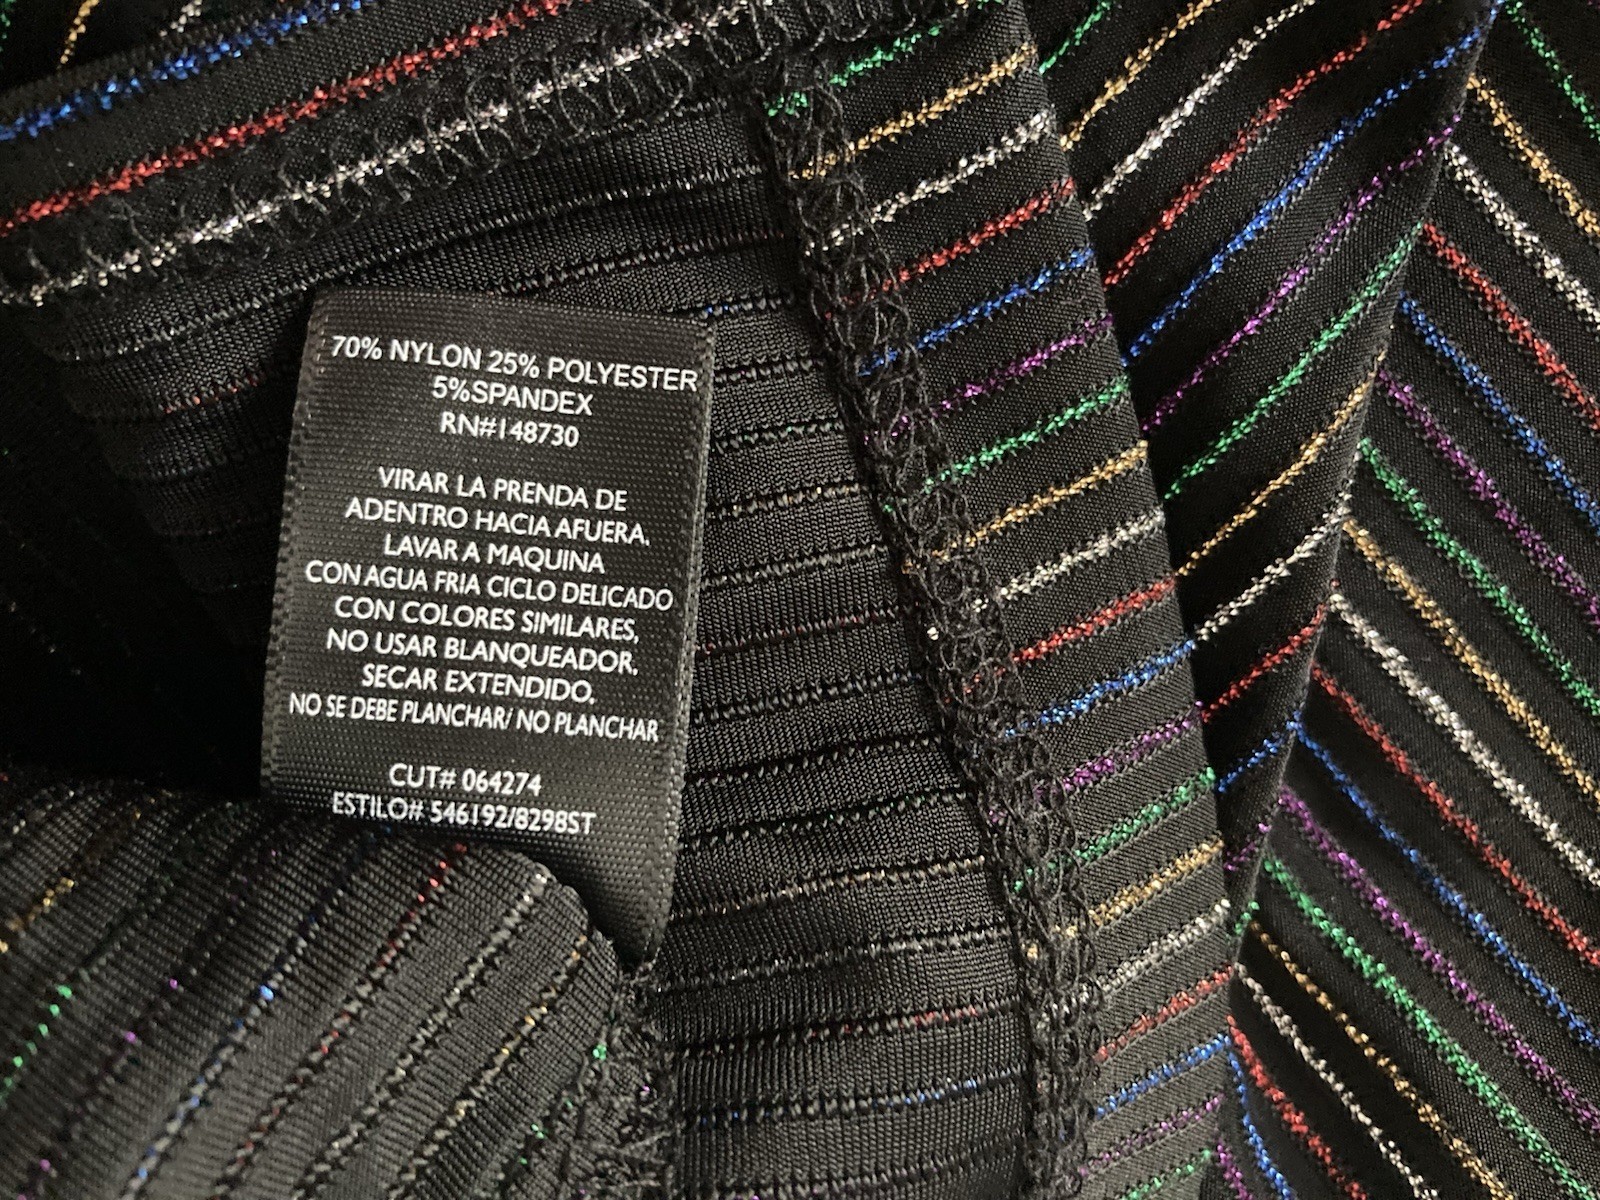 70% NYLON 25% POLYESTER
5%SPANDEX
RN#148730
VIRAR LA PRENDA DE
ADENTRO HACIA AFUERA.
LAVAR A MAQUINA
CON AGUA FRIA CICLO DELICADO
CON COLORES SIMILARES,
NO USAR BLANQUEADOR,
SECAR EXTENDIDO,
NO SE DEBE PLANCHAR/ NO PLANCHAR
CUT# 064274
ESTILO# 546192/8298ST